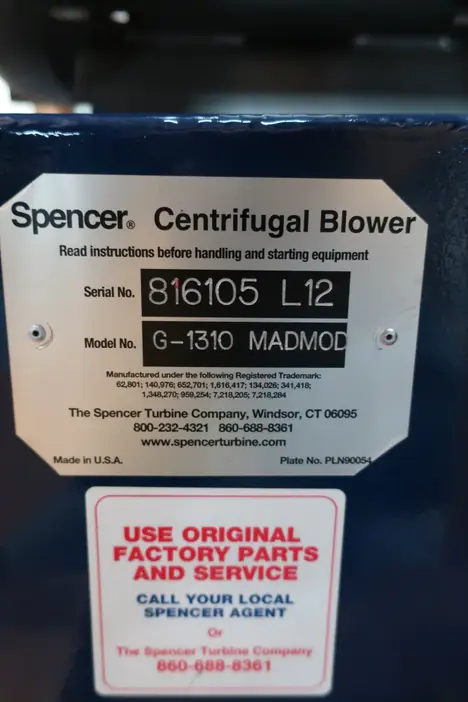 Spencer® Centrifugal Blower
Read instructions before handling and starting equipment
Serial No. 816105 L12
Model No. G-1310 MADMOD
Manufactured under the following Registered Trademark:
62,801; 140,976; 652,701; 1,616,417; 134,026; 341,418;
1,348,270; 959,254; 7,218,205; 7,218,284
The Spencer Turbine Company, Windsor, CT 06095
800-232-4321 860-688-8361
www.spencerturbine.com
Made in U.S.A. Plate No. PLN90054
USE ORIGINAL
FACTORY PARTS
AND SERVICE
CALL YOUR LOCAL
SPENCER AGENT
Or
The Spencer Turbine Company
860-688-8361